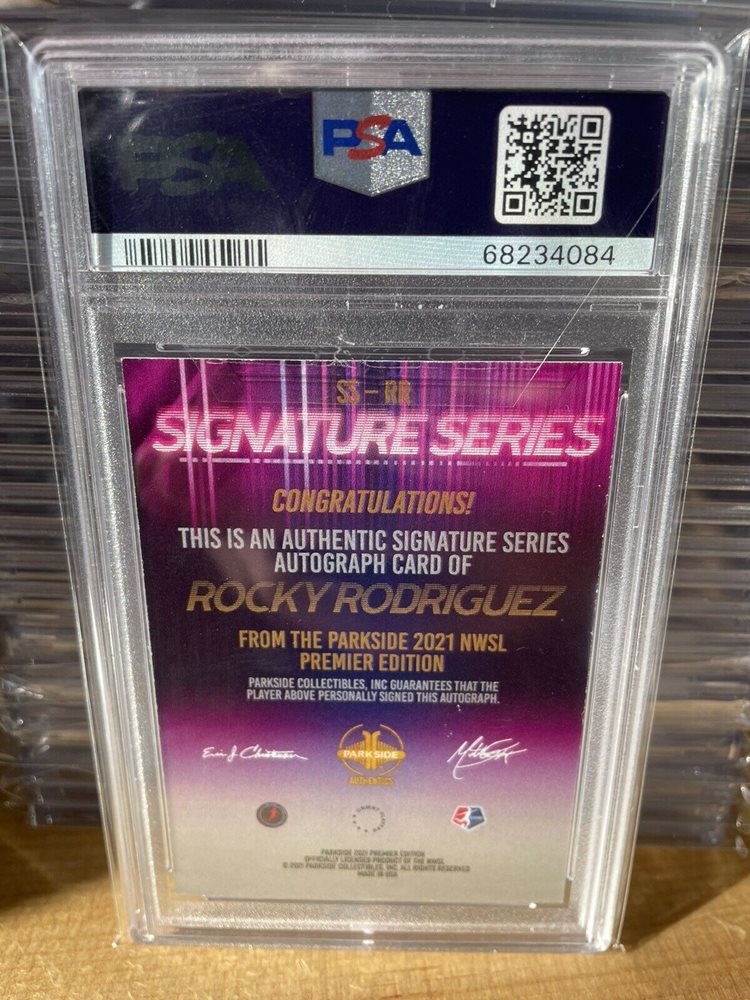 PSA
PSA
68234084
SS - RR
SIGNATURE SERIES
CONGRATULATIONS!
THIS IS AN AUTHENTIC SIGNATURE SERIES
AUTOGRAPH CARD OF
ROCKY RODRIGUEZ
FROM THE PARKSIDE 2021 NWSL
PREMIER EDITION
PARKSIDE COLLECTIBLES, INC GUARANTEES THAT THE
PLAYER ABOVE PERSONALLY SIGNED THIS AUTOGRAPH.
PARKSIDE
AUTHENTICS
PARKSIDE 2021 PREMIER EDITION
OFFICIALLY LICENSED PRODUCT OF THE NWSL
© 2021 PARKSIDE COLLECTIBLES, INC. ALL RIGHTS RESERVED
MADE IN USA